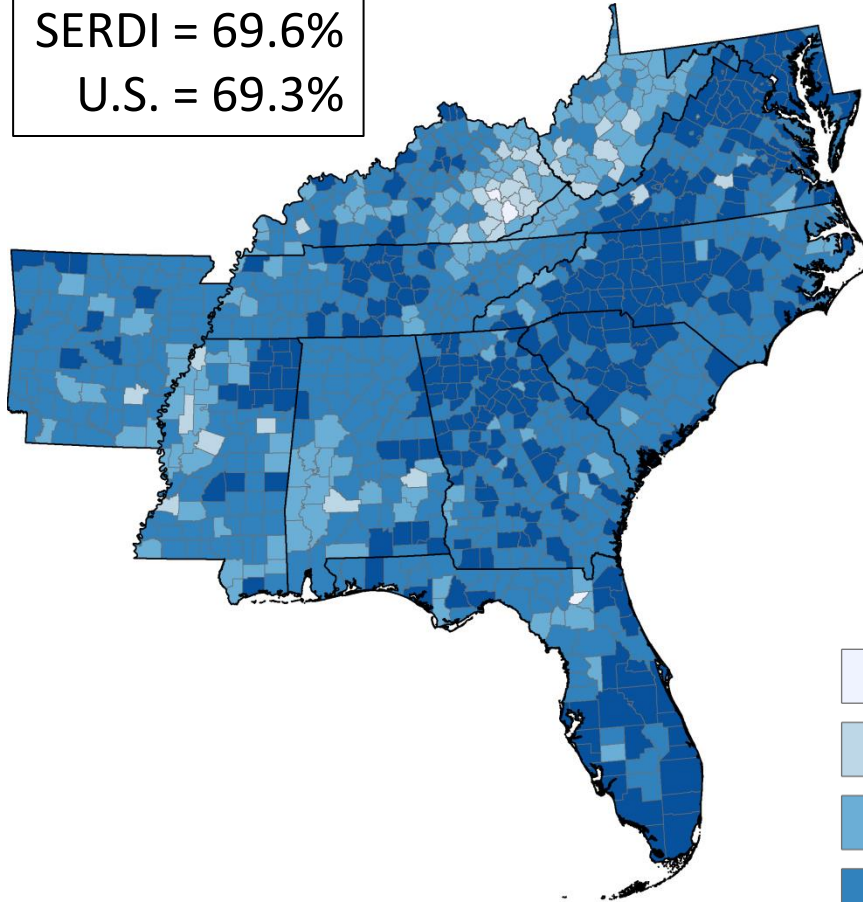 SERDI = 69.6%
U.S. = 69.3%